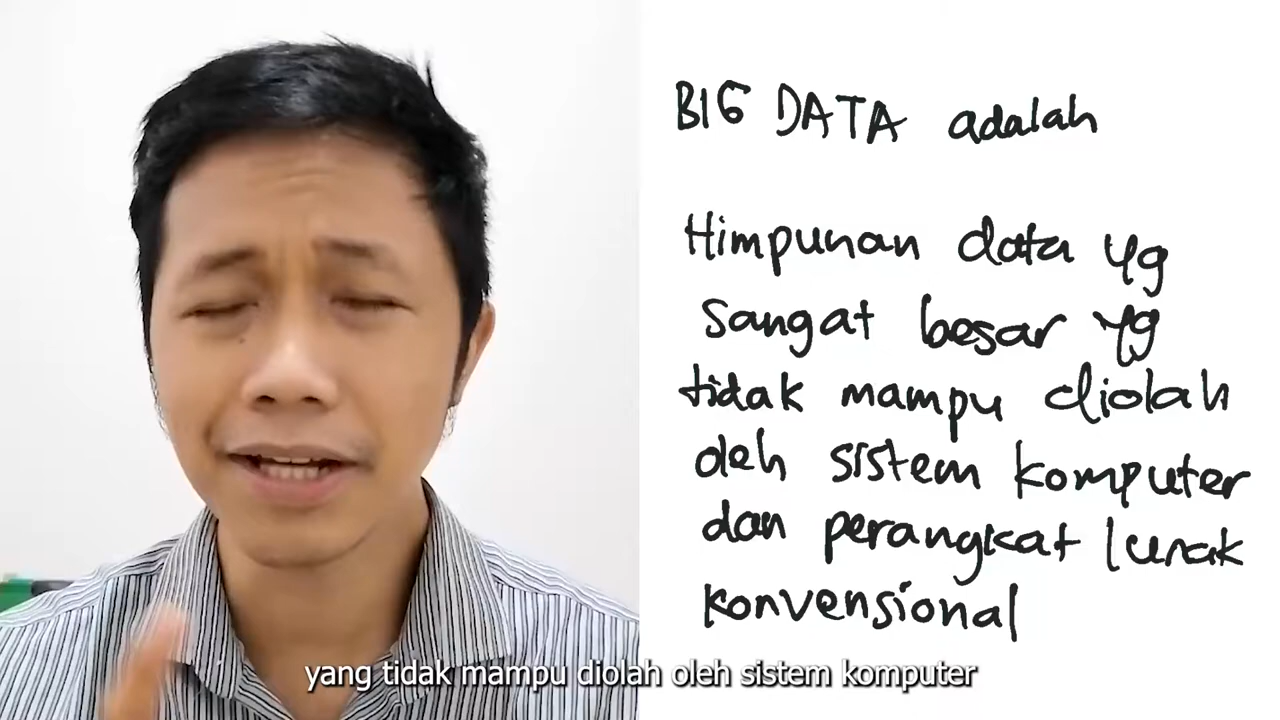 BIG DATA adalah
Himpunan data yg
sangat besar yg
tidak mampu diolah
oleh sistem komputer
dan perangkat lunak
konvensional
yang tidak mampu diolah oleh sistem komputer